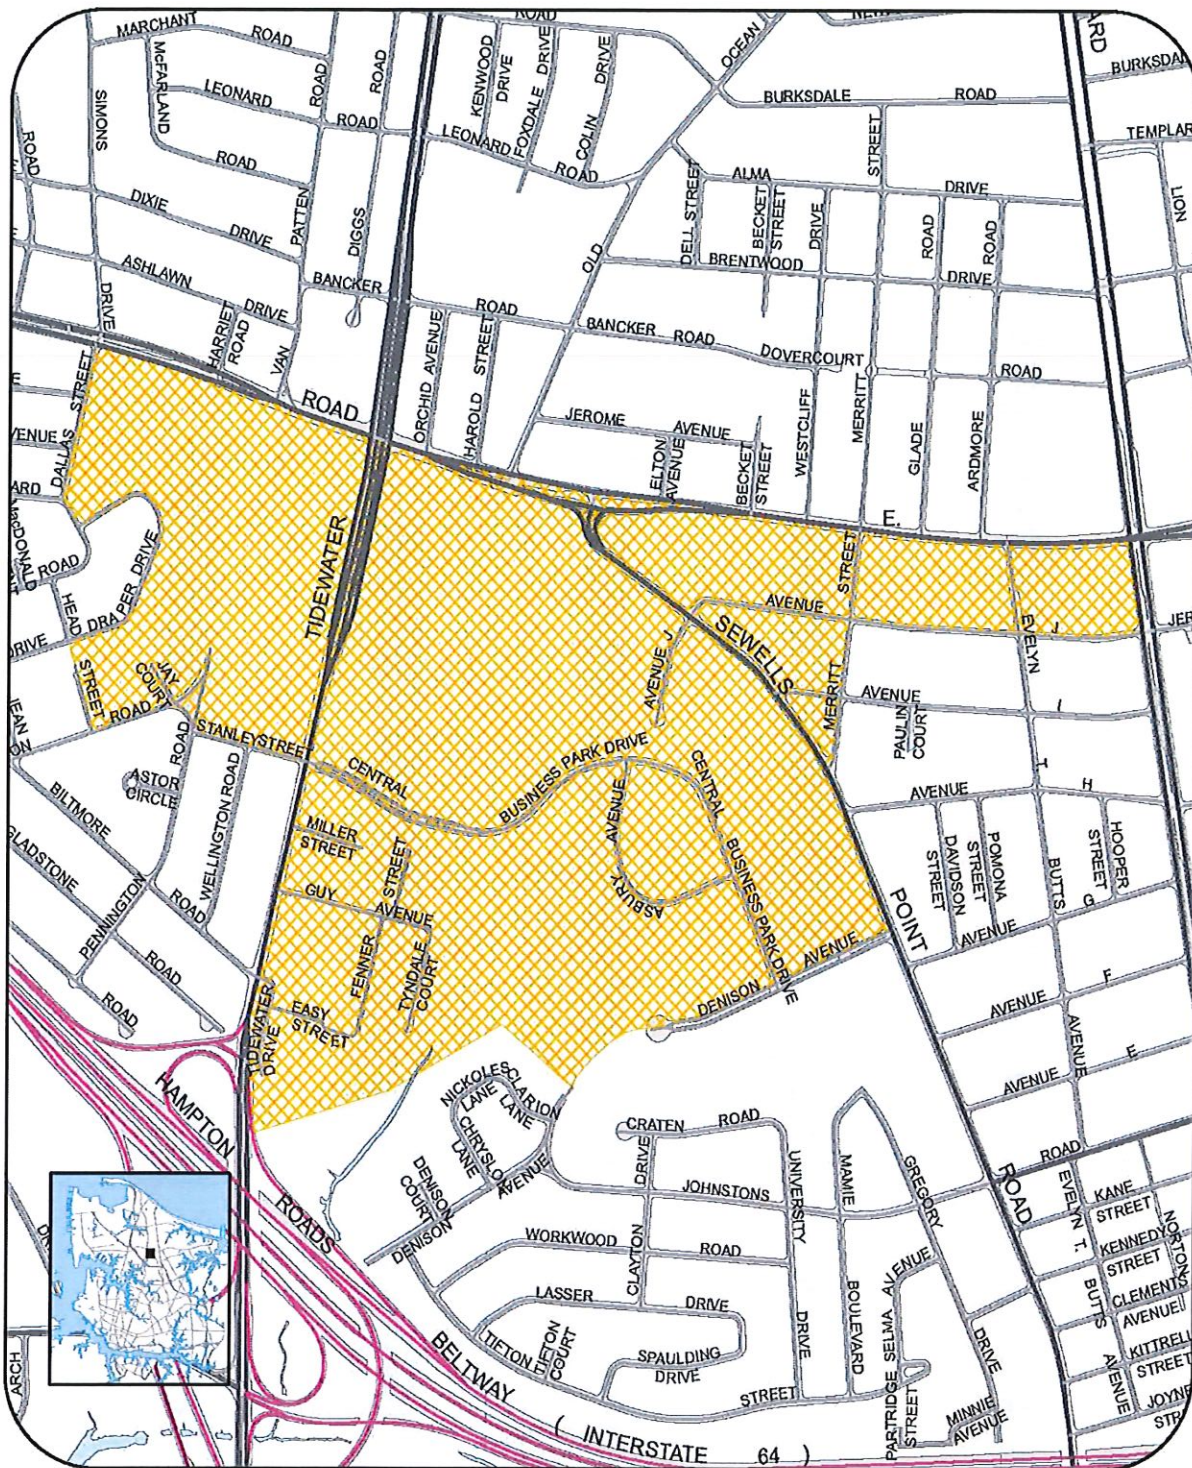 MARCHANT ROAD
ROAD
OCEAN
ARD
BURKSDALE ROAD
SIMONS
McFARLAND
LEONARD ROAD
ROAD
ROAD
KENWOOD DRIVE
FOXDALE DRIVE
COLIN DRIVE
TEMPLAR
ROAD
ROAD
LEONARD ROAD
STREET
ALMA DRIVE
LION
DIXIE DRIVE
PATTEN
DIGGS
DELL STREET
BECKET STREET
DRIVE
ROAD
ROAD
ASHLAWN DRIVE
BANCKER ROAD
OLD
BRENTWOOD DRIVE
DRIVE
HARRIET ROAD
VAN
ORCHID AVENUE
HAROLD STREET
BANCKER ROAD
DOVERCOURT ROAD
DALLAS STREET
ROAD
JEROME AVENUE
ELTON AVENUE
BECKET STREET
WESTCLIFF
MERRITT
GLADE
ARDMORE
VENUE
ARD
E.
MacDONALD
ROAD
HEAD
DRAPER DRIVE
DRIVE
TIDEWATER
STREET
AVENUE
AVENUE J
SEWELLS
EVELYN
J
JER
STREET
JAY COURT
ROAD
STANLEY STREET
MERRITT
AVENUE I
PAULIN COURT
ROAD
ASTOR CIRCLE
BILTMORE
WELLINGTON ROAD
CENTRAL BUSINESS PARK DRIVE
CENTRAL BUSINESS PARK DRIVE
T.
AVENUE H
GLADSTONE
MILLER STREET
STREET
AVENUE
ASBURY
DAVIDSON STREET
POMONA STREET
HOOPER STREET
BUTTS
GUY AVENUE
PENNINGTON
ROAD
POINT
AVENUE G
ROAD
FENNER
TYNDALE COURT
DENISON AVENUE
AVENUE F
ROAD
TIDEWATER DRIVE
EASY STREET
AVENUE
AVENUE E
HAMPTON
NICKOLES LANE
CLARION LANE
CHRYSLO LANE
CRATEN ROAD
DRIVE
UNIVERSITY
MAMIE
GREGORY
ROAD
ROAD
DENISON COURT
DENISON AVENUE
JOHNSTONS
EVELYN T.
KANE STREET
ROADS
WORKWOOD ROAD
CLAYTON
KENNEDY STREET
NORTON
LASSER DRIVE
DRIVE
BOULEVARD
SELMA AVENUE
BUTTS
CLEMENTS AVENUE
BELTWAY
TIFTON
TIFTON COURT
SPAULDING DRIVE
STREET
PARTRIDGE STREET
DRIVE
MINNIE AVENUE
AVENUE
KITTRELL STREET
ARCH
( INTERSTATE 64 )